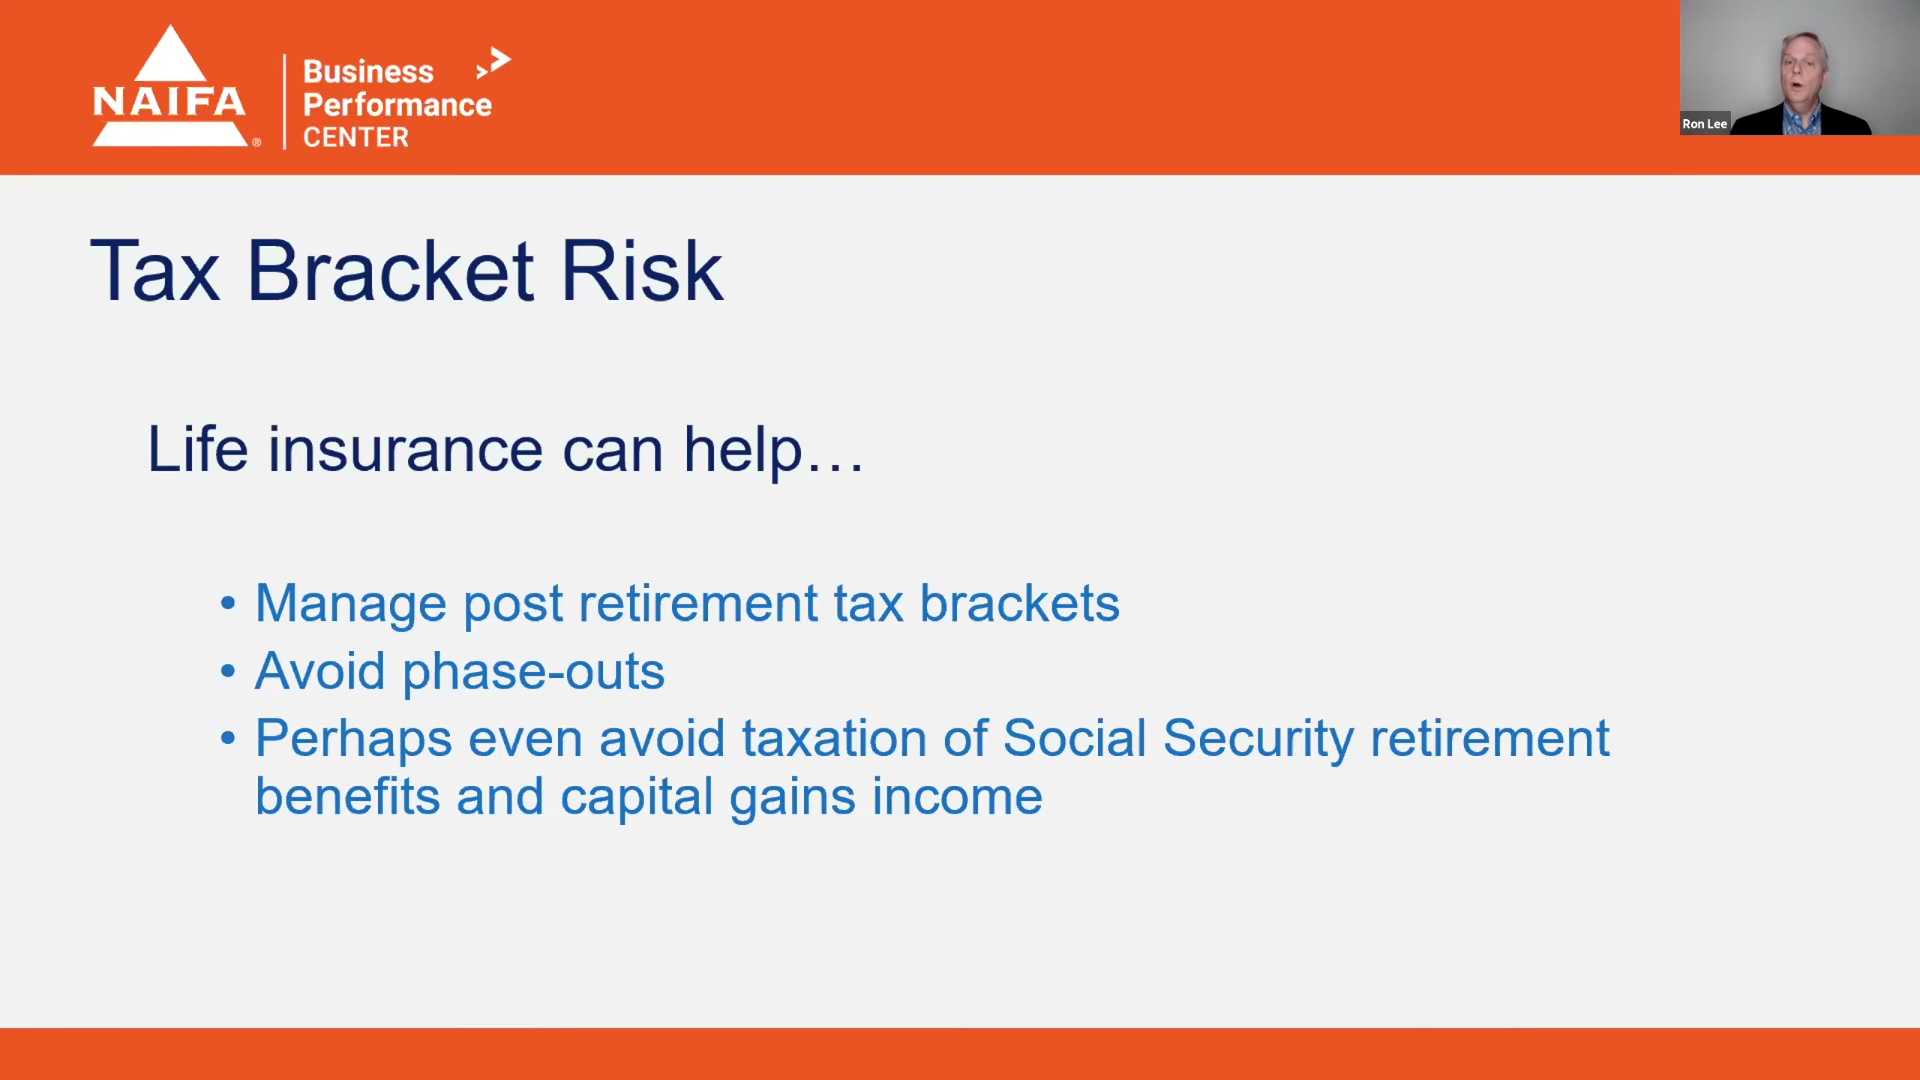 NAIFA®
Business
Performance
CENTER
Ron Lee
Tax Bracket Risk
Life insurance can help…
• Manage post retirement tax brackets
• Avoid phase-outs
• Perhaps even avoid taxation of Social Security retirement
benefits and capital gains income